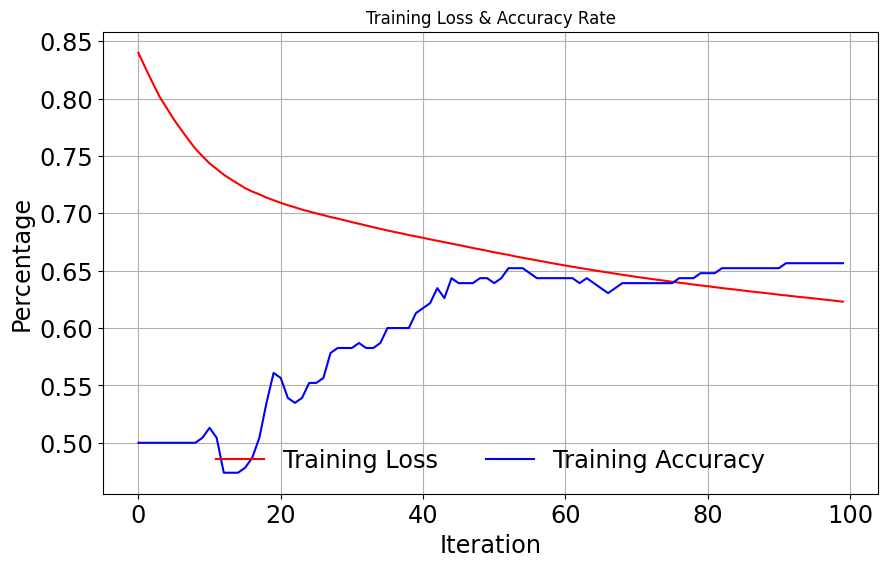 Training Loss & Accuracy Rate
Percentage
0.85
0.80
0.75
0.70
0.65
0.60
0.55
0.50
Training Loss
Training Accuracy
0 20 40 60 80 100
Iteration